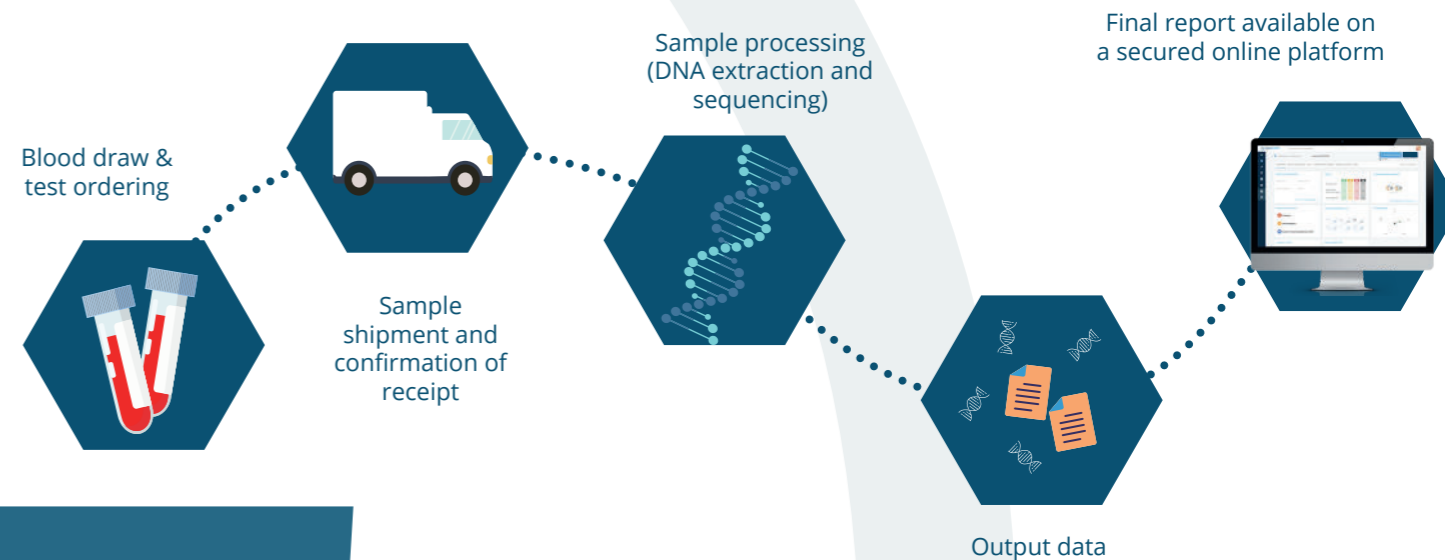 Blood draw &
test ordering
Sample
shipment and
confirmation of
receipt
Sample processing
(DNA extraction and
sequencing)
Output data
Final report available on
a secured online platform